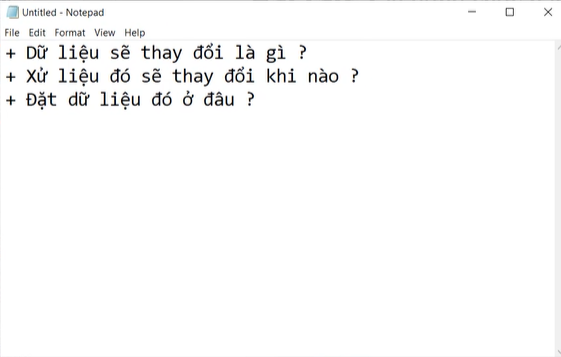 Untitled - Notepad
File Edit Format View Help
+ Dữ liệu sẽ thay đổi là gì ?
+ Xử liệu đó sẽ thay đổi khi nào ?
+ Đặt dữ liệu đó ở đâu ?